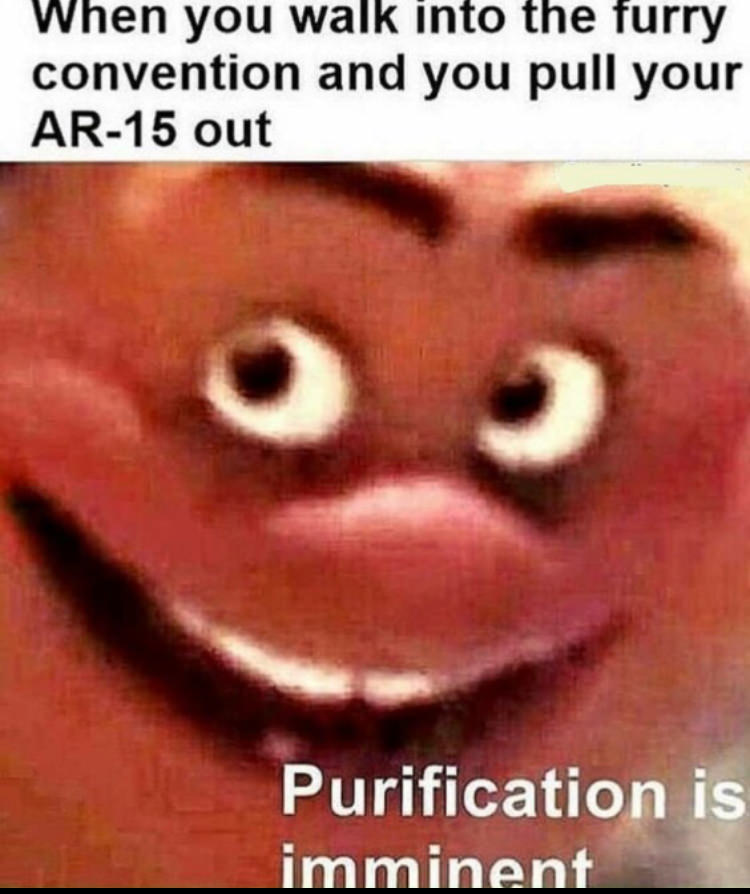 When you walk into the furry
convention and you pull your
AR-15 out
Purification is
imminent